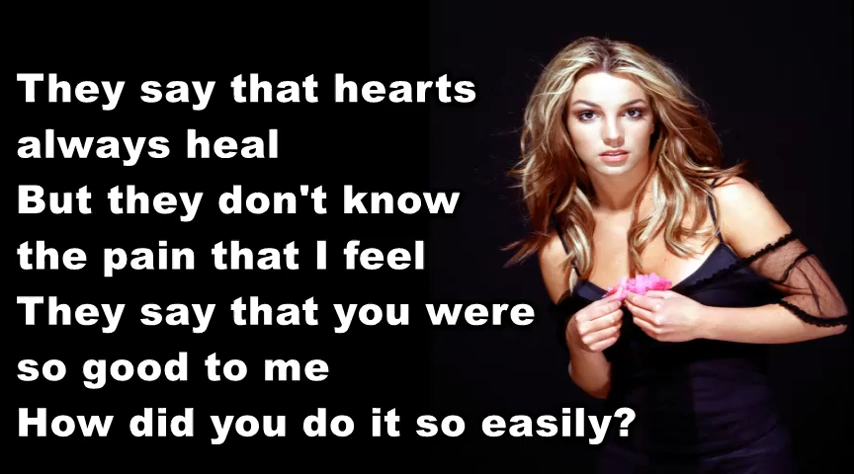 They say that hearts
always heal
But they don't know
the pain that I feel
They say that you were
so good to me
How did you do it so easily?